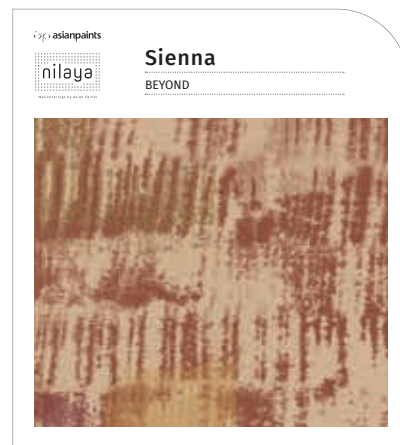 asianpaints
nilaya
Wallcoverings by Asian Paints
Sienna
BEYOND